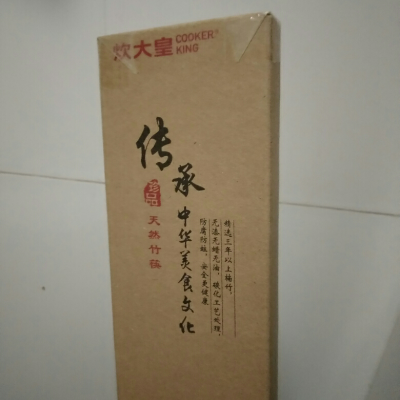 炊大皇 COOKER® KING
传承
珍品
天然竹筷
中华美食文化
精选三年以上楠竹,
无漆无蜡无油,碳化工艺处理,
防腐防蛀,安全更健康